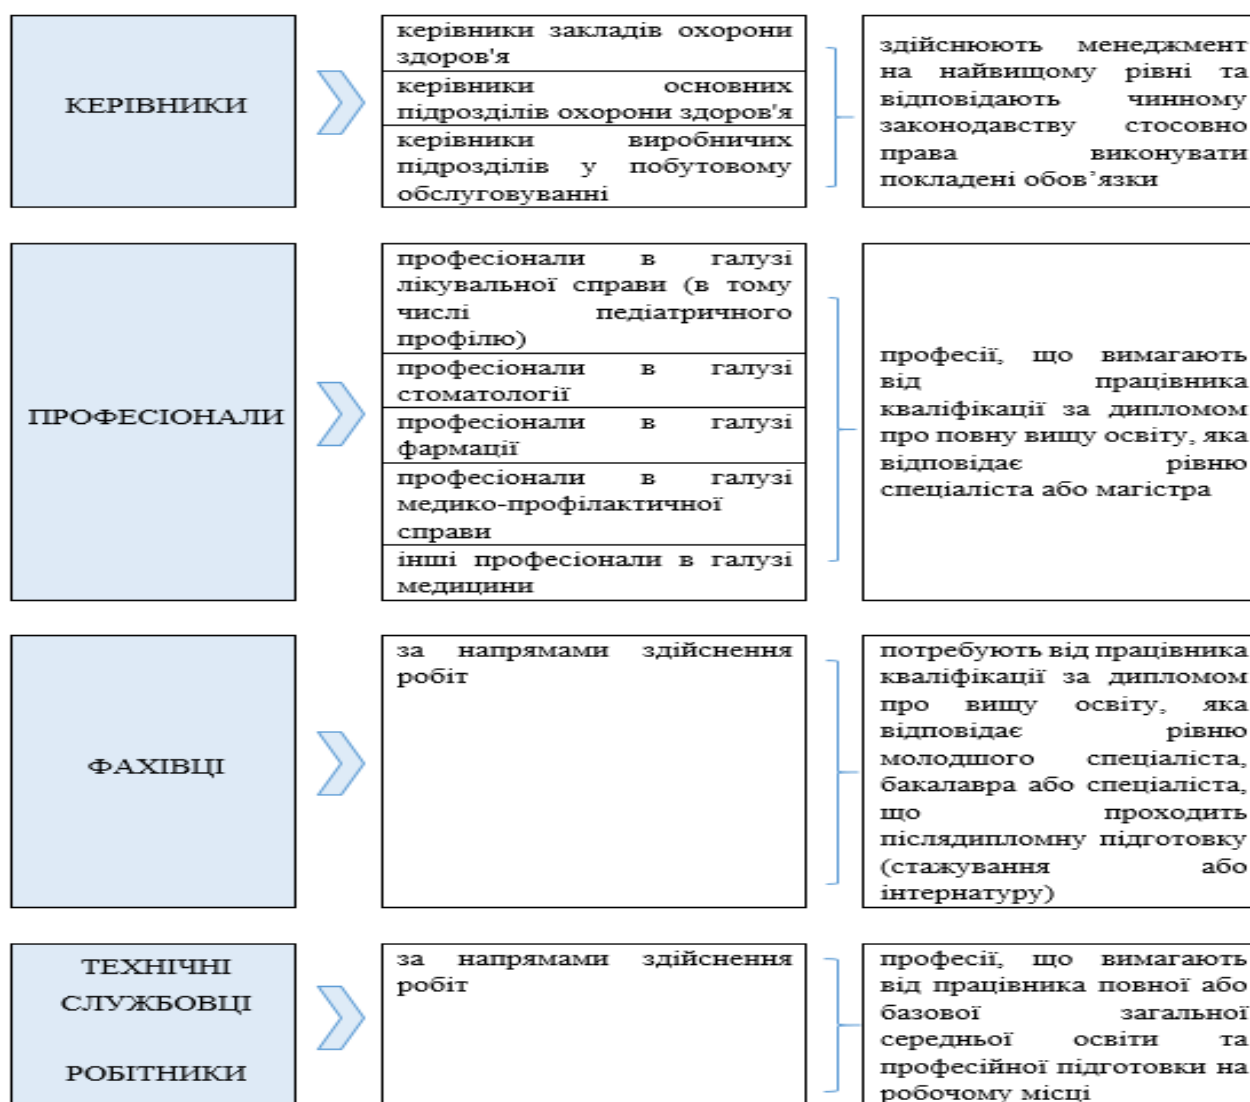 КЕРІВНИКИ
керівники закладів охорони
здоров'я
керівники основних
підрозділів охорони здоров'я
керівники виробничих
підрозділів у побутовому
обслуговуванні
здійснюють менеджмент
на найвищому рівні та
відповідають чинному
законодавству стосовно
права виконувати
покладені обов’язки
ПРОФЕСІОНАЛИ
професіонали в галузі
лікувальної справи (в тому
числі педіатричного
профілю)
професіонали в галузі
стоматології
професіонали в галузі
фармації
професіонали в галузі
медико-профілактичної
справи
інші професіонали в галузі
медицини
професії, що вимагають
від працівника
кваліфікації за дипломом
про повну вищу освіту, яка
відповідає рівню
спеціаліста або магістра
ФАХІВЦІ
за напрямами здійснення
робіт
потребують від працівника
кваліфікації за дипломом
про вищу освіту, яка
відповідає рівню
молодшого спеціаліста,
бакалавра або спеціаліста,
що проходить
післядипломну підготовку
(стажування або
інтернатуру)
ТЕХНІЧНІ
СЛУЖБОВЦІ
РОБІТНИКИ
за напрямами здійснення
робіт
професії, що вимагають
від працівника повної або
базової загальної
середньої освіти та
професійної підготовки на
робочому місці